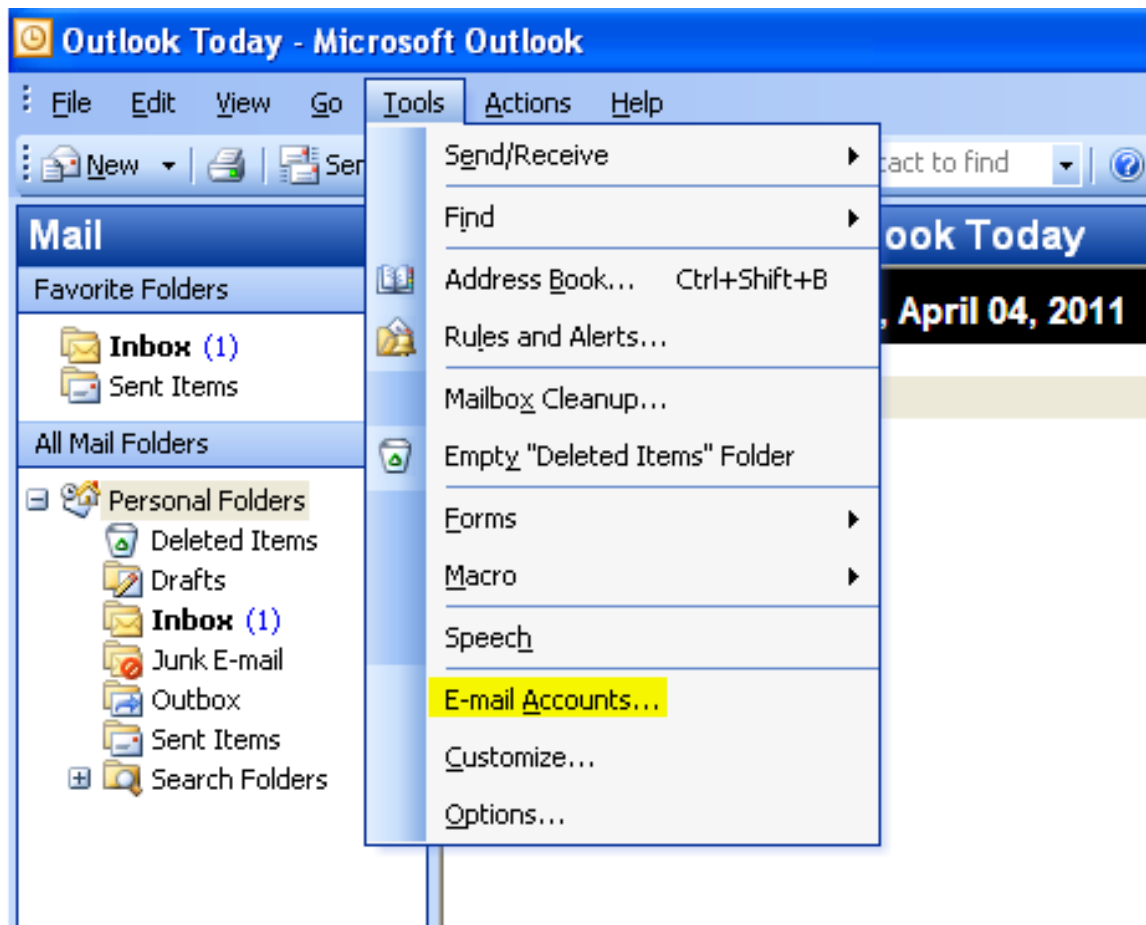 Outlook Today - Microsoft Outlook
File Edit View Go Tools Actions Help
New
Mail
Favorite Folders
Inbox (1)
Sent Items
All Mail Folders
Personal Folders
Deleted Items
Drafts
Inbox (1)
Junk E-mail
Outbox
Sent Items
Search Folders
Send/Receive
Find
Address Book... Ctrl+Shift+B
Rules and Alerts...
Mailbox Cleanup...
Empty "Deleted Items" Folder
Forms
Macro
Speech
E-mail Accounts...
Customize...
Options...
to find
Today
, April 04, 2011